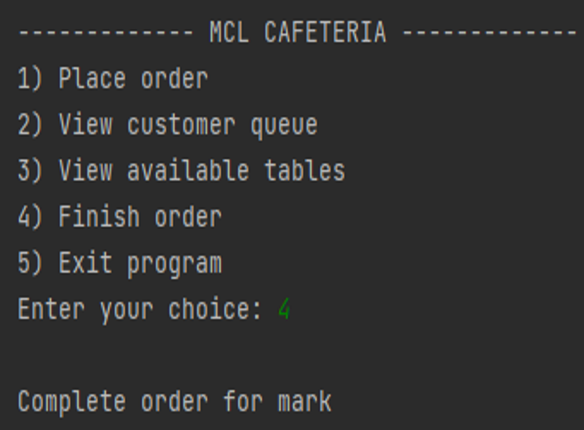 ------------- MCL CAFETERIA -------------
1) Place order
2) View customer queue
3) View available tables
4) Finish order
5) Exit program
Enter your choice: 4
Complete order for mark